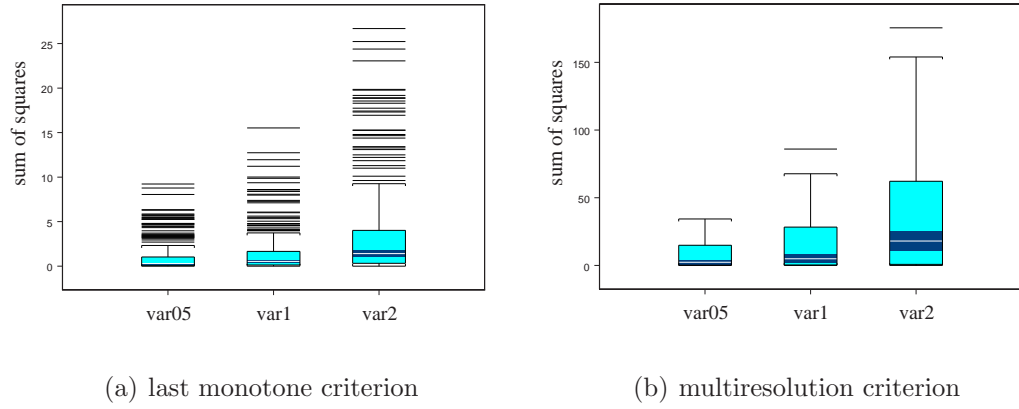 sum of squares
25
20
15
10
5
0
var05 var1 var2
(a) last monotone criterion
sum of squares
150
100
50
0
var05 var1 var2
(b) multiresolution criterion